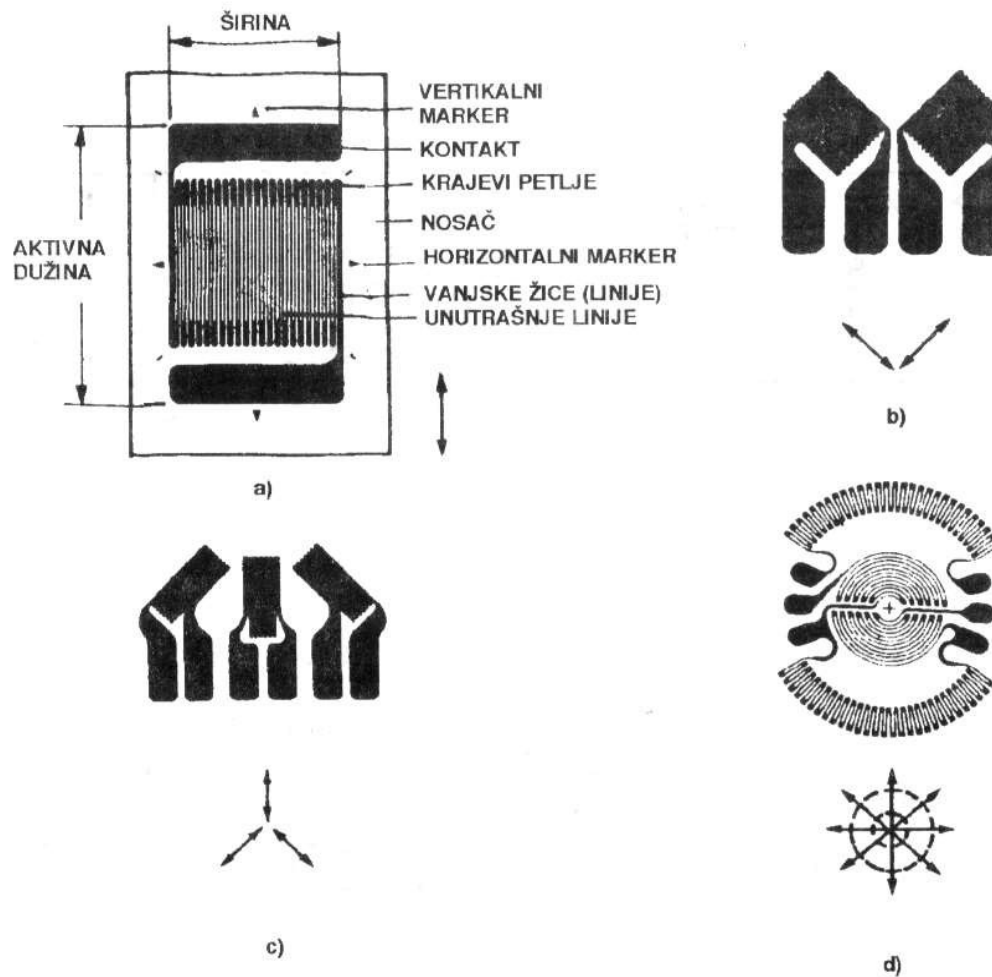 ŠIRINA
VERTIKALNI
MARKER
KONTAKT
KRAJEVI PETLJE
NOSAČ
AKTIVNA
DUŽINA
HORIZONTALNI MARKER
VANJSKE ŽICE (LINIJE)
UNUTRAŠNJE LINIJE
a)
b)
c)
d)